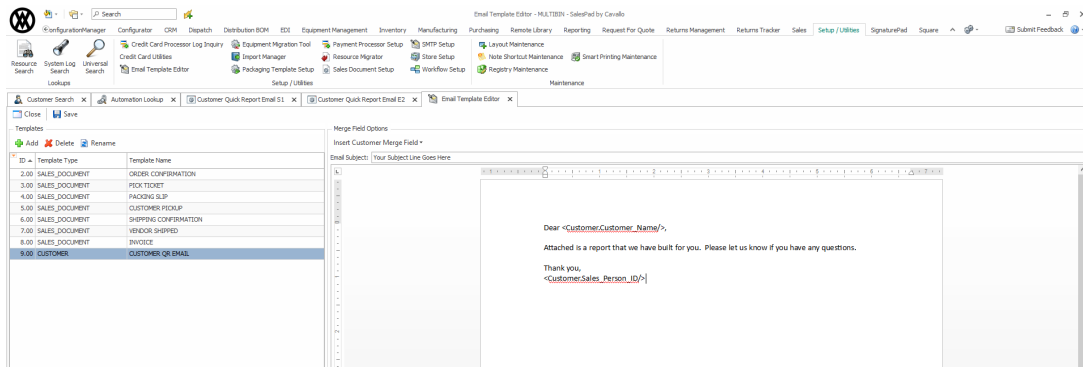 Search
Email Template Editor - MULTIBIN - SalesPad by Cavallo
ConfigurationManager Configurator CRM Dispatch Distribution BOM EDI Equipment Management Inventory Manufacturing Purchasing Remote Library Reporting Request For Quote Returns Management Returns Tracker Sales Setup / Utilities SignaturePad Square Submit Feedback
Resource Search
System Log Search
Universal Search
Lookups
Credit Card Processor Log Inquiry Equipment Migration Tool Payment Processor Setup SMTP Setup
Credit Card Utilities Import Manager Resource Migrator Store Setup
Email Template Editor Packaging Template Setup Sales Document Setup Workflow Setup
Setup / Utilities
Layout Maintenance
Note Shortcut Maintenance Smart Printing Maintenance
Registry Maintenance
Maintenance
Customer Search x Automation Lookup x Customer Quick Report Email S1 x Customer Quick Report Email E2 x Email Template Editor x
Close Save
Templates
Add Delete Rename
ID Template Type Template Name
2.00 SALES_DOCUMENT ORDER CONFIRMATION
3.00 SALES_DOCUMENT PICK TICKET
4.00 SALES_DOCUMENT PACKING SLIP
5.00 SALES_DOCUMENT CUSTOMER PICKUP
6.00 SALES_DOCUMENT SHIPPING CONFIRMATION
7.00 SALES_DOCUMENT VENDOR SHIPPED
8.00 SALES_DOCUMENT INVOICE
9.00 CUSTOMER CUSTOMER QR EMAIL
Merge Field Options
Insert Customer Merge Field
Email Subject: Your Subject Line Goes Here
1 2 3 4 5 6 7
Dear <Customer.Customer_Name/>,
Attached is a report that we have built for you. Please let us know if you have any questions.
Thank you,
<Customer.Sales_Person_ID/>